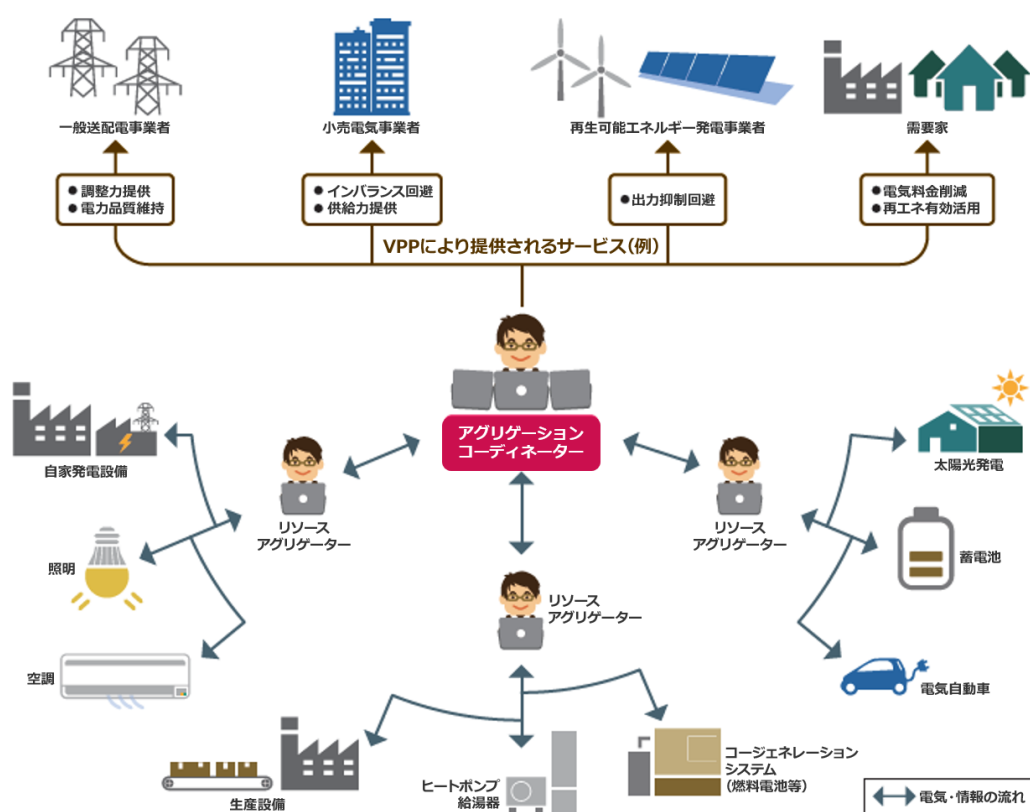 一般送配電事業者
小売電気事業者
再生可能エネルギー発電事業者
需要家
●調整力提供
●電力品質維持
●インバランス回避
●供給力提供
●出力抑制回避
●電気料金削減
●再エネ有効活用
VPPにより提供されるサービス(例)
アグリゲーション
コーディネーター
自家発電設備
リソース
アグリゲーター
リソース
アグリゲーター
太陽光発電
照明
蓄電池
リソース
アグリゲーター
空調
電気自動車
生産設備
ヒートポンプ
給湯器
コージェネレーション
システム
(燃料電池等)
電気・情報の流れ